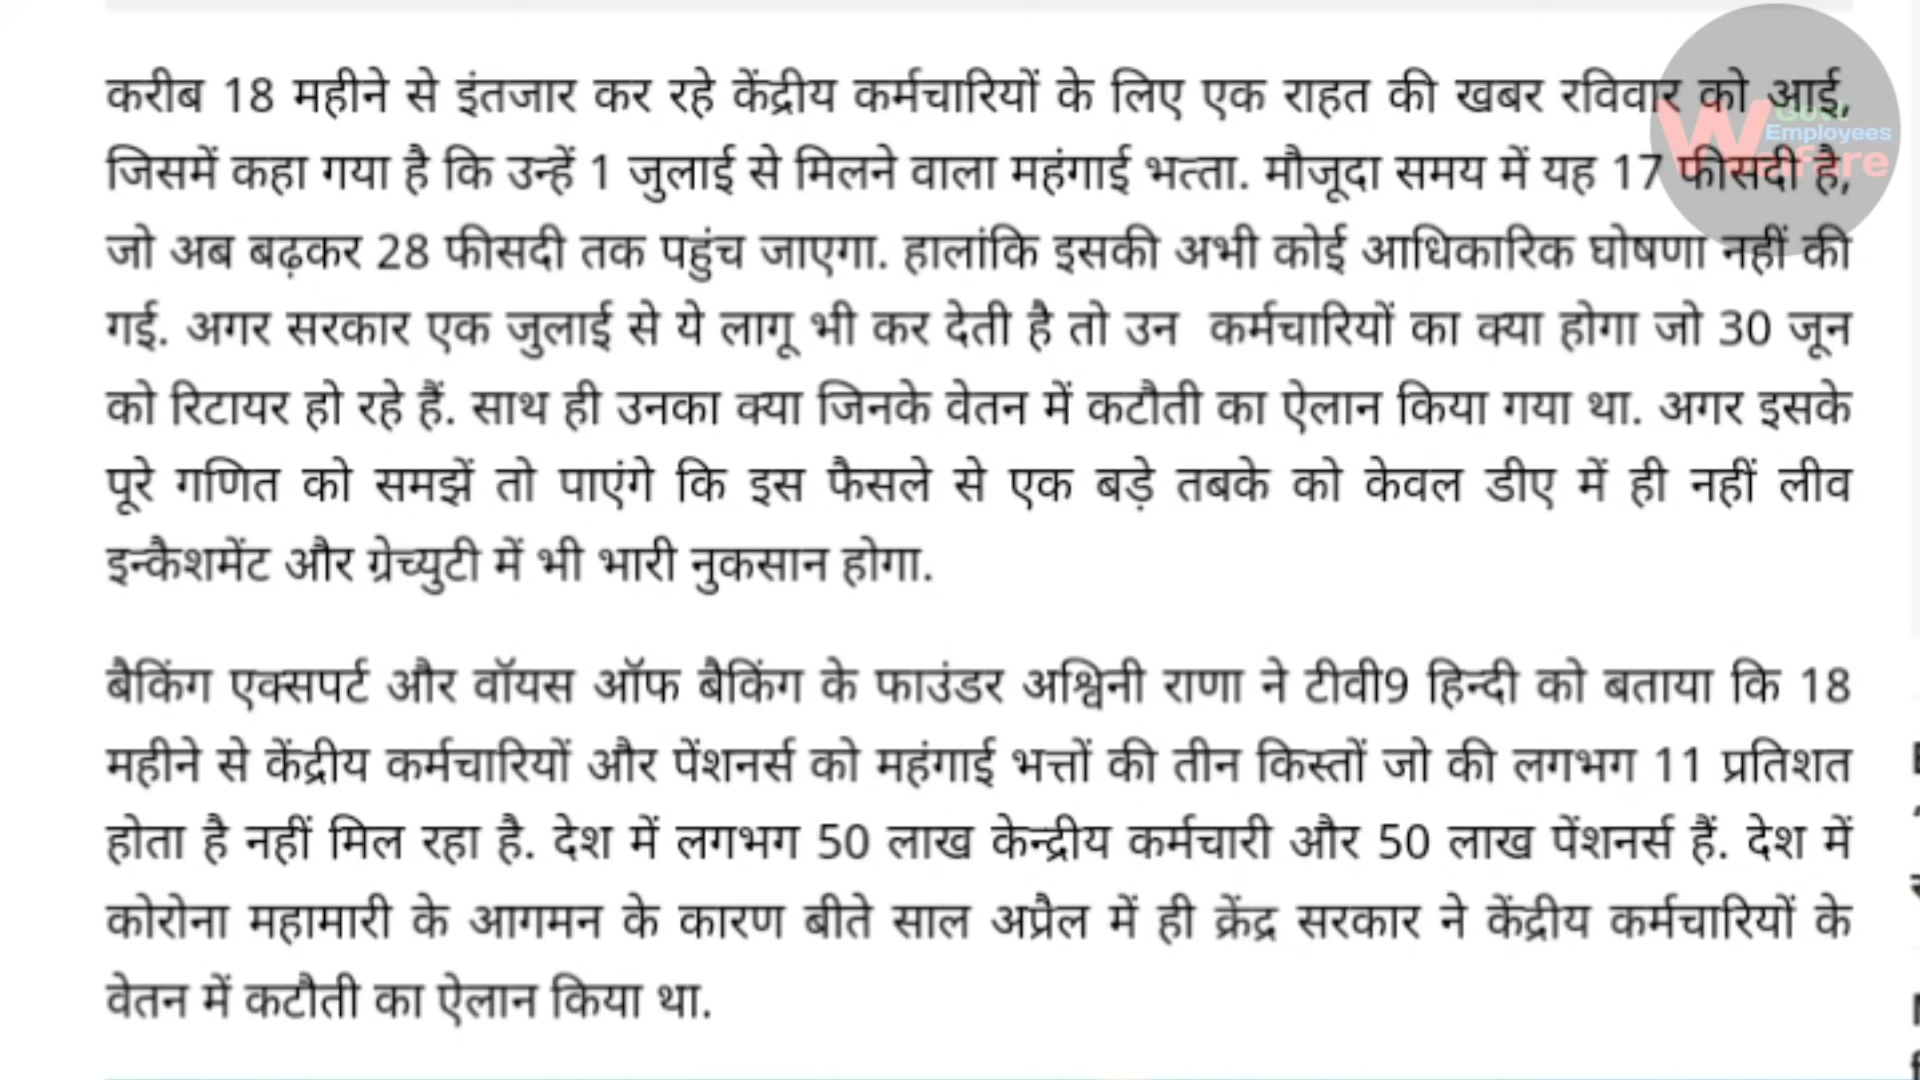 करीब 18 महीने से इंतजार कर रहे केंद्रीय कर्मचारियों के लिए एक राहत की खबर रविवार को आई,
जिसमें कहा गया है कि उन्हें 1 जुलाई से मिलने वाला महंगाई भत्ता. मौजूदा समय में यह 17 फीसदी है,
जो अब बढ़कर 28 फीसदी तक पहुंच जाएगा. हालांकि इसकी अभी कोई आधिकारिक घोषणा नहीं की
गई. अगर सरकार एक जुलाई से ये लागू भी कर देती है तो उन कर्मचारियों का क्या होगा जो 30 जून
को रिटायर हो रहे हैं. साथ ही उनका क्या जिनके वेतन में कटौती का ऐलान किया गया था. अगर इसके
पूरे गणित को समझें तो पाएंगे कि इस फैसले से एक बड़े तबके को केवल डीए में ही नहीं लीव
इन्कैशमेंट और ग्रेच्युटी में भी भारी नुकसान होगा.
बैकिंग एक्सपर्ट और वॉयस ऑफ बैकिंग के फाउंडर अश्विनी राणा ने टीवी9 हिन्दी को बताया कि 18
महीने से केंद्रीय कर्मचारियों और पेंशनर्स को महंगाई भत्तों की तीन किस्तों जो की लगभग 11 प्रतिशत
होता है नहीं मिल रहा है. देश में लगभग 50 लाख केन्द्रीय कर्मचारी और 50 लाख पेंशनर्स हैं. देश में
कोरोना महामारी के आगमन के कारण बीते साल अप्रैल में ही क्रेंद्र सरकार ने केंद्रीय कर्मचारियों के
वेतन में कटौती का ऐलान किया था.
Govt
Employees
Welfare